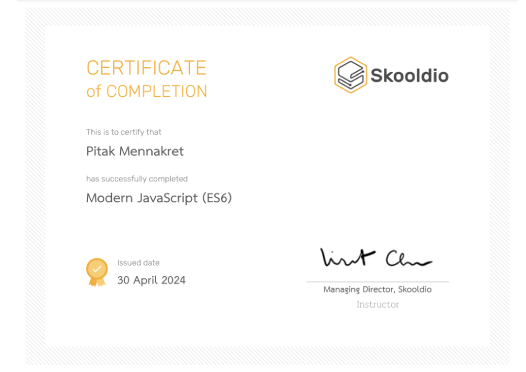 CERTIFICATE
of COMPLETION
Skooldio
This is to certify that
Pitak Mennakret
has successfully completed
Modern JavaScript (ES6)
Issued date
30 April 2024
Managing Director, Skooldio
Instructor